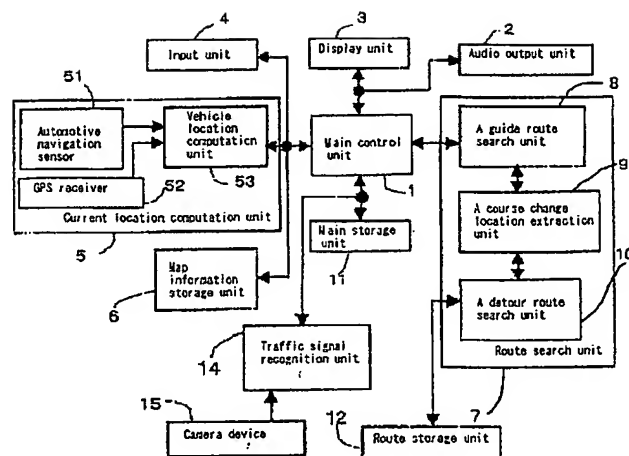 4
3
2
Input unit
Display unit
Audio output unit
51
8
Automotive
navigation
sensor
Vehicle
location
computation
unit
Main control
unit
A guide route
search unit
53
1
9
GPS receiver
52
Current location computation unit
5
Main storage
unit
11
A course change
location extraction
unit
10
Map
information
storage unit
6
A detour route
search unit
Route search unit
7
Traffic signal
recognition unit
14
15
Camera device
12
Route storage unit